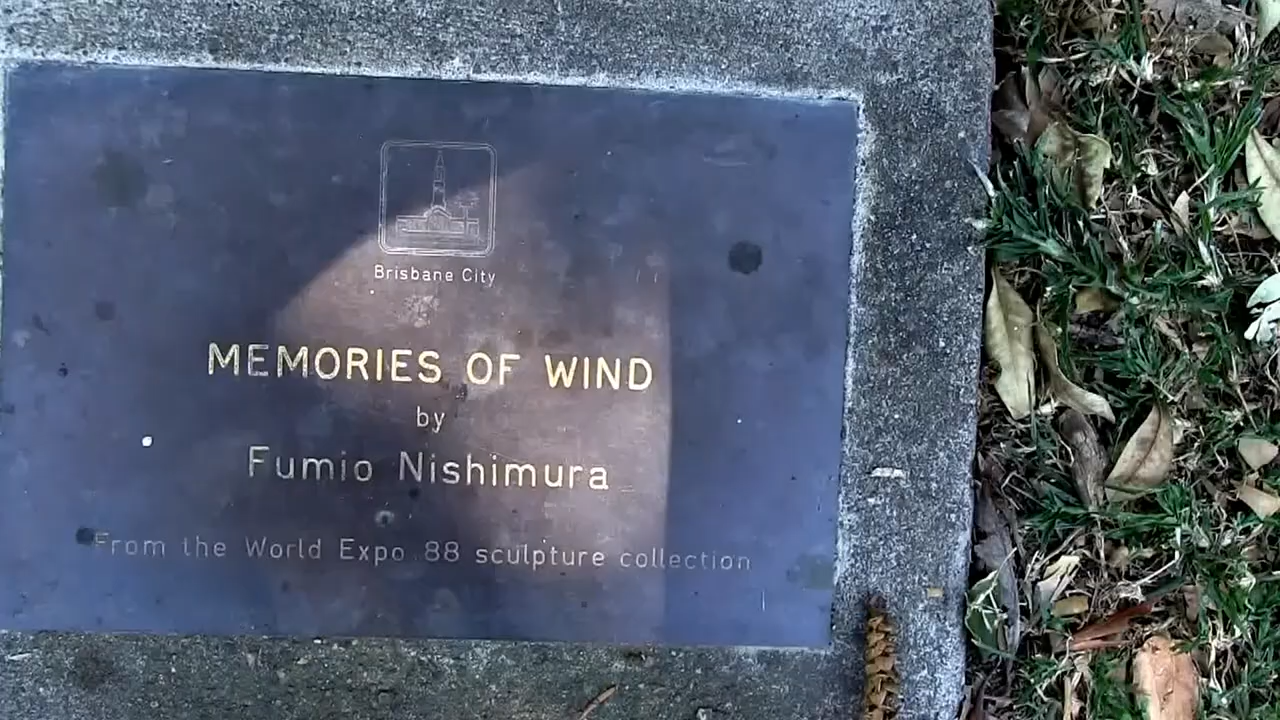 Brisbane City
MEMORIES OF WIND
by
Fumio Nishimura
From the World Expo 88 sculpture collection